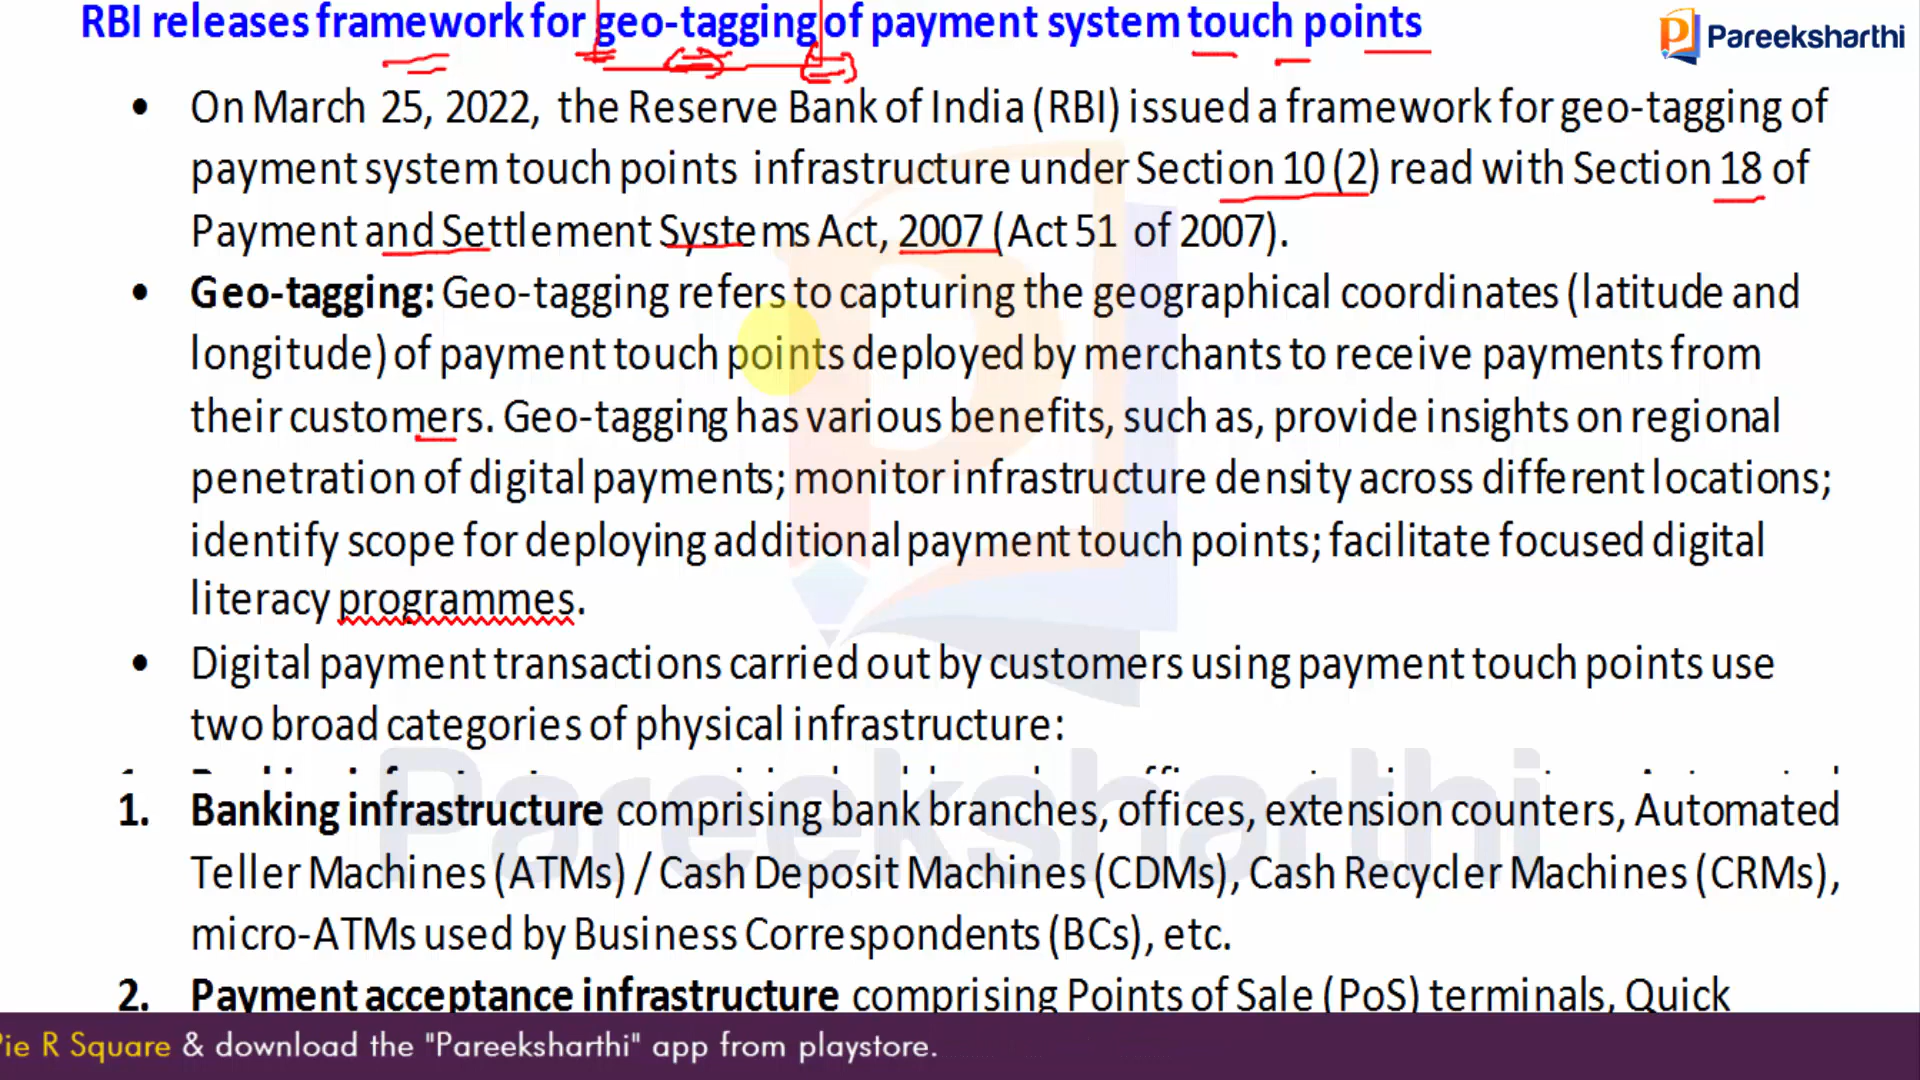 RBI releases framework for geo-tagging of payment system touch points
Pareeksharthi
• On March 25, 2022, the Reserve Bank of India (RBI) issued a framework for geo-tagging of
payment system touch points infrastructure under Section 10 (2) read with Section 18 of
Payment and Settlement Systems Act, 2007 (Act 51 of 2007).
• Geo-tagging: Geo-tagging refers to capturing the geographical coordinates (latitude and
longitude) of payment touch points deployed by merchants to receive payments from
their customers. Geo-tagging has various benefits, such as, provide insights on regional
penetration of digital payments; monitor infrastructure density across different locations;
identify scope for deploying additional payment touch points; facilitate focused digital
literacy programmes.
• Digital payment transactions carried out by customers using payment touch points use
two broad categories of physical infrastructure:
1. Banking infrastructure comprising bank branches, offices, extension counters, Automated
Teller Machines (ATMs) / Cash Deposit Machines (CDMs), Cash Recycler Machines (CRMs),
micro-ATMs used by Business Correspondents (BCs), etc.
2. Payment acceptance infrastructure comprising Points of Sale (PoS) terminals, Quick
Pareeksharthi
Pie R Square & download the "Pareeksharthi" app from playstore.